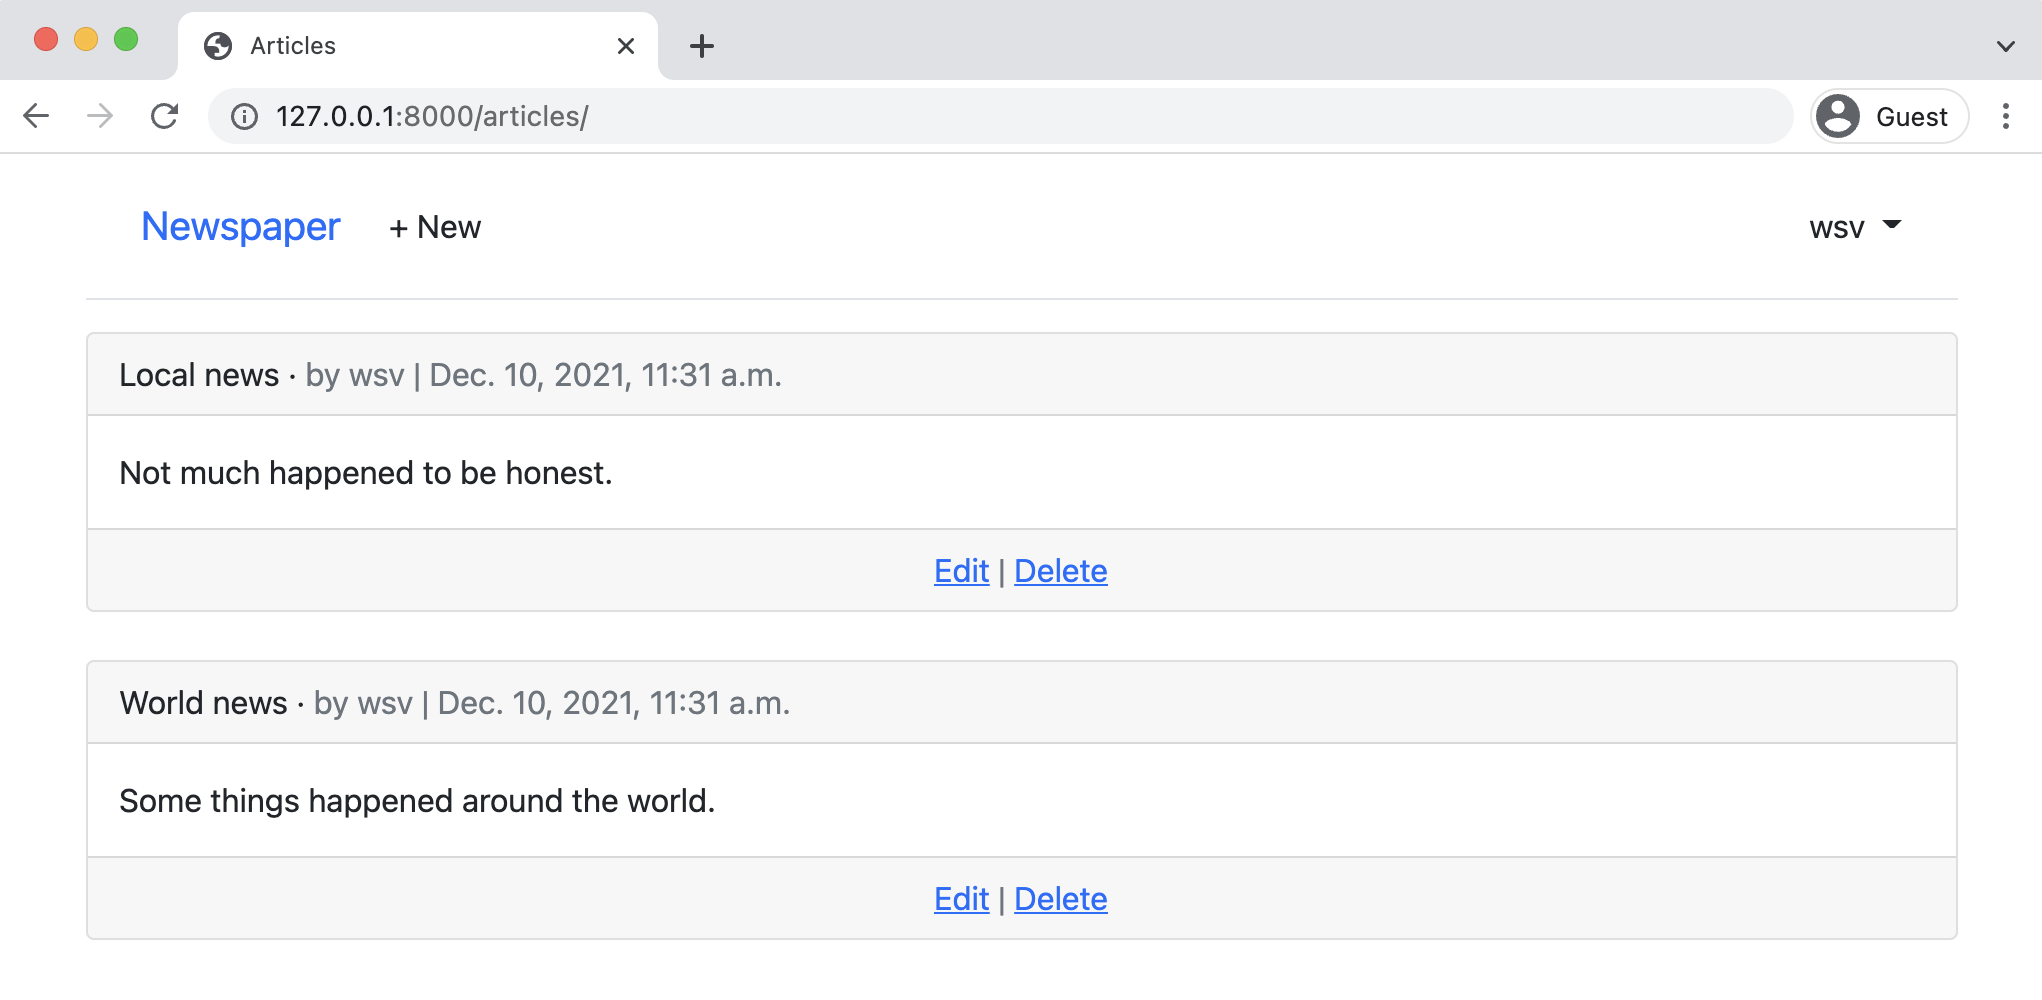 Articles
127.0.0.1:8000/articles/
Guest
Newspaper + New wsv
Local news · by wsv | Dec. 10, 2021, 11:31 a.m.
Not much happened to be honest.
Edit | Delete
World news · by wsv | Dec. 10, 2021, 11:31 a.m.
Some things happened around the world.
Edit | Delete